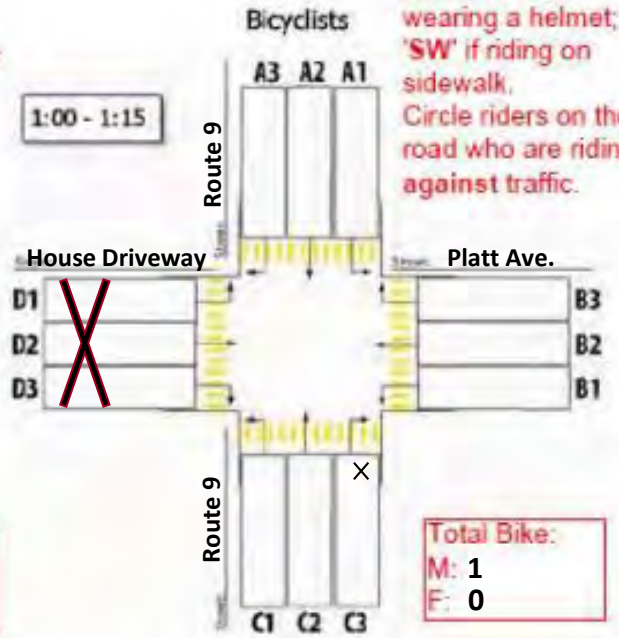 Bicyclists
wearing a helmet;
'SW' if riding on
sidewalk.
Circle riders on the
road who are ridin
against traffic.
1:00 - 1:15
A3 A2 A1
Route 9
House Driveway
Platt Ave.
D1
D2
D3
B3
B2
B1
X
Route 9
C1 C2 C3
Total Bike:
M: 1
F: 0